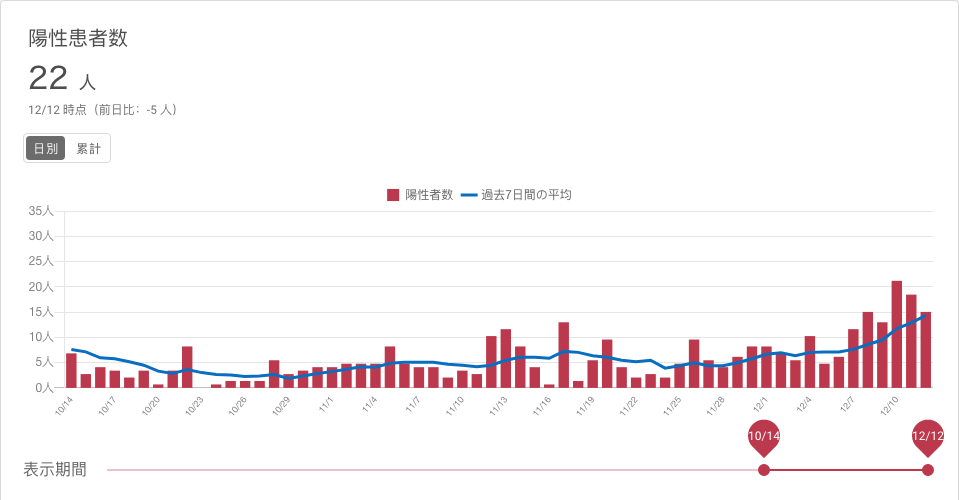 陽性患者数
22 人
12/12 時点（前日比：-5 人）
日別 累計
陽性者数 過去7日間の平均
35人
30人
25人
20人
15人
10人
5人
0人
10/14 10/17 10/20 10/23 10/26 10/29 11/1 11/4 11/7 11/10 11/13 11/16 11/19 11/22 11/25 11/28 12/1 12/4 12/7 12/10
10/14 12/12
表示期間